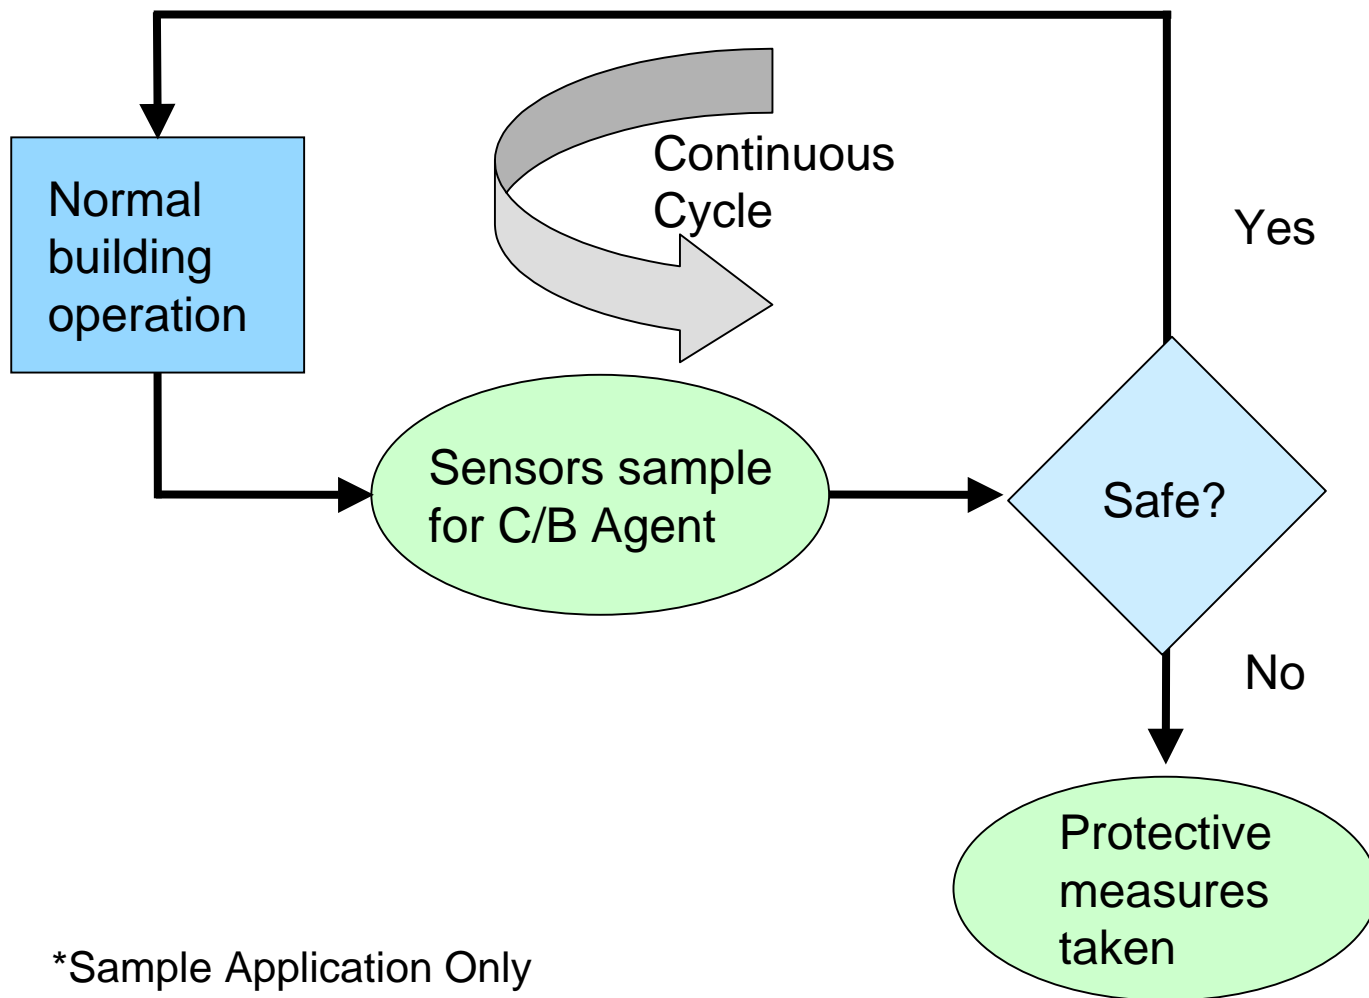 Continuous
Cycle
Normal
building
operation
Yes
Sensors sample
for C/B Agent
Safe?
No
Protective
measures
taken
*Sample Application Only